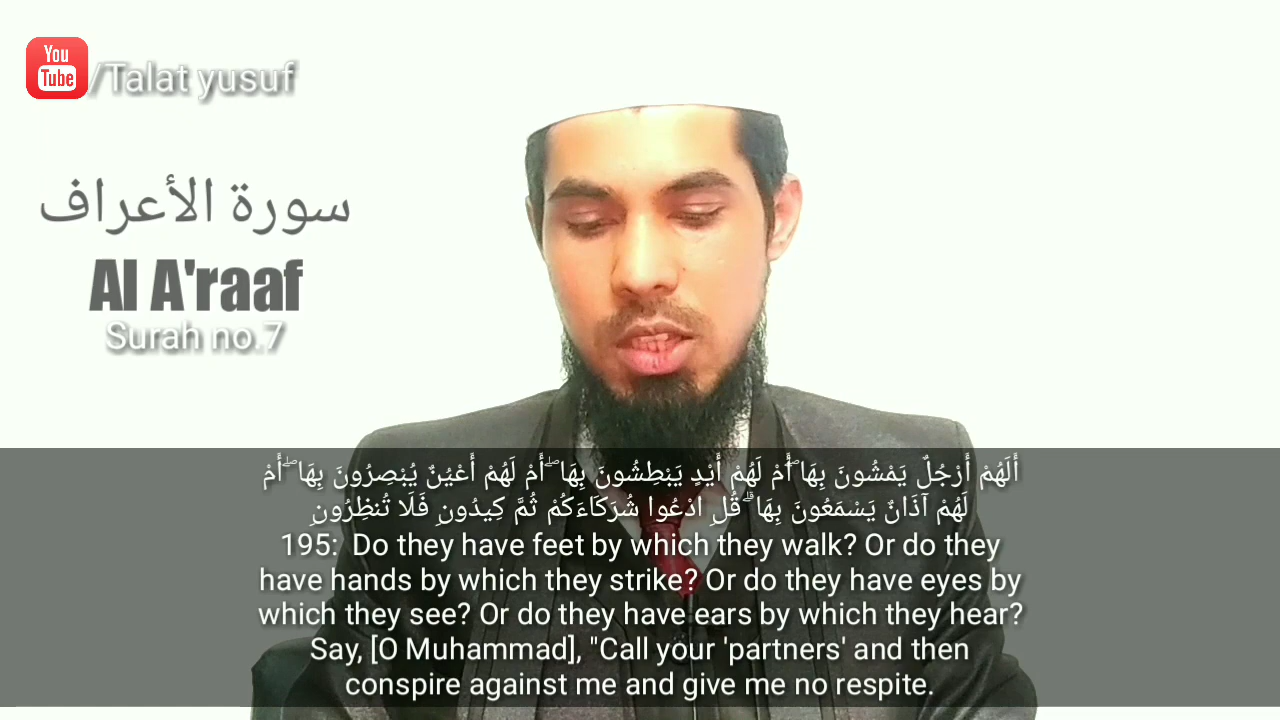 You
Tube /Talat yusuf
سورة الأعراف
Al A'raaf
Surah no.7
أَلَهُمْ أَرْجُلٌ يَمْشُونَ بِهَا ۖ أَمْ لَهُمْ أَيْدٍ يَبْطِشُونَ بِهَا ۖ أَمْ لَهُمْ أَعْيُنٌ يُبْصِرُونَ بِهَا ۖ أَمْ
لَهُمْ آذَانٌ يَسْمَعُونَ بِهَا ۗ قُلِ ادْعُوا شُرَكَاءَكُمْ ثُمَّ كِيدُونِ فَلَا تُنظِرُونِ
195: Do they have feet by which they walk? Or do they
have hands by which they strike? Or do they have eyes by
which they see? Or do they have ears by which they hear?
Say, [O Muhammad], "Call your 'partners' and then
conspire against me and give me no respite.